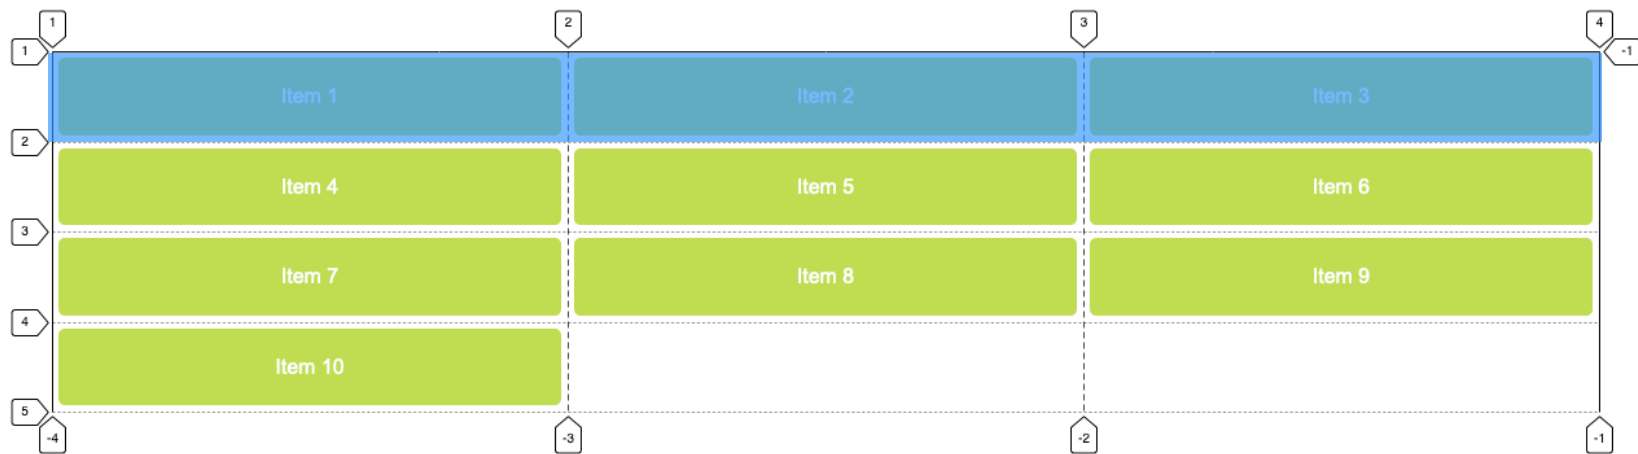 1 2 3 4
1 -1
Item 1 Item 2 Item 3
2
Item 4 Item 5 Item 6
3
Item 7 Item 8 Item 9
4
Item 10
5
-4 -3 -2 -1